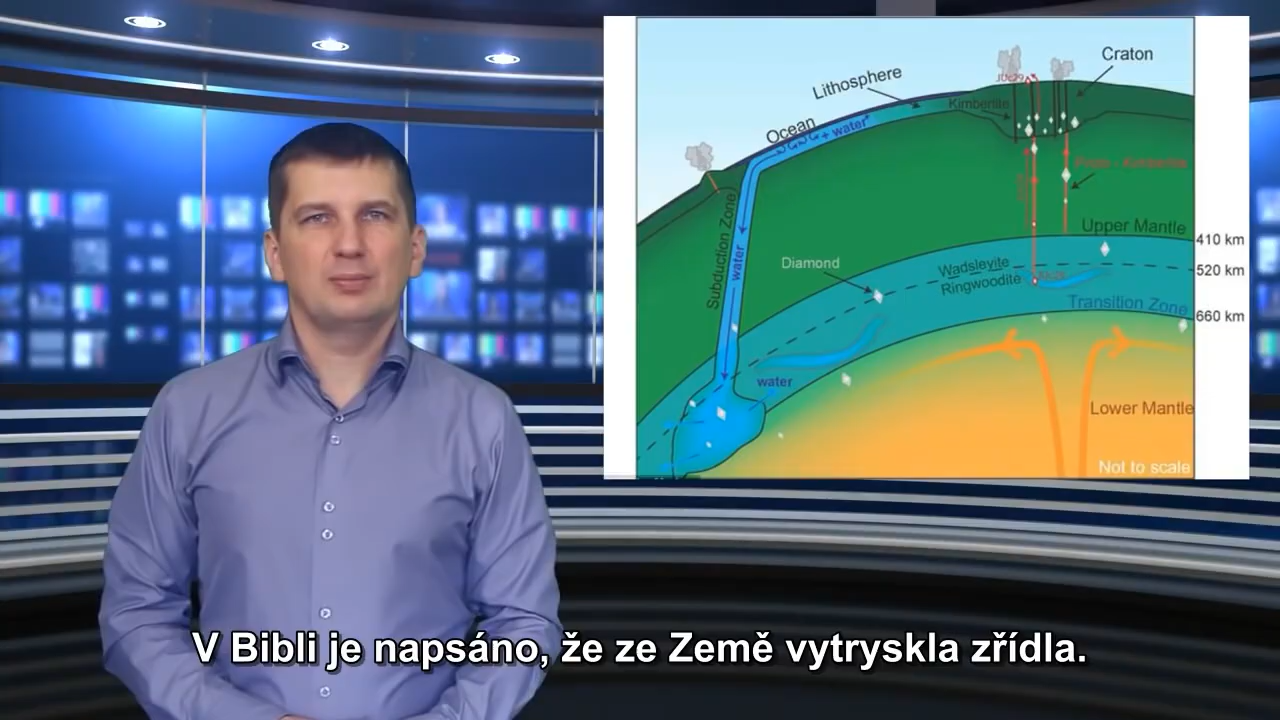 Craton
Lithosphere
JUc29
Kimberlite
Ocean
+ water
Subduction Zone
water
Upper Mantle
410 km
Diamond
Wadsleyite
520 km
Ringwoodite
Transition Zone
660 km
water
Lower Mantle
Not to scale
V Bibli je napsáno, že ze Země vytryskla zřídla.